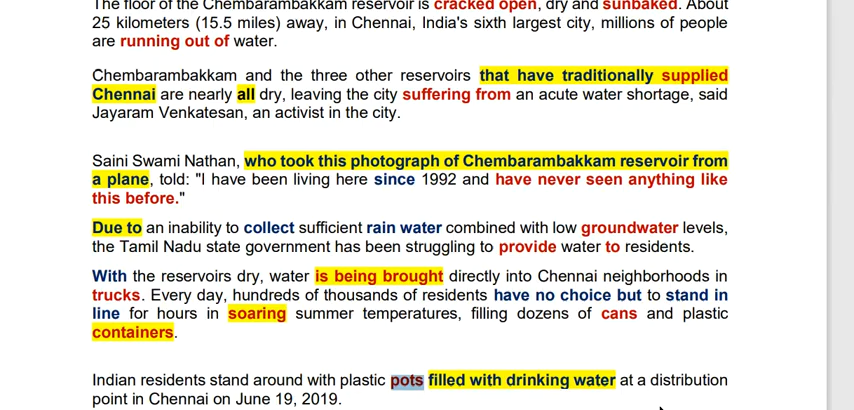 The floor of the Chembarambakkam reservoir is cracked open, dry and sunbaked. About
25 kilometers (15.5 miles) away, in Chennai, India's sixth largest city, millions of people
are running out of water.
Chembarambakkam and the three other reservoirs that have traditionally supplied
Chennai are nearly all dry, leaving the city suffering from an acute water shortage, said
Jayaram Venkatesan, an activist in the city.
Saini Swami Nathan, who took this photograph of Chembarambakkam reservoir from
a plane, told: "I have been living here since 1992 and have never seen anything like
this before."
Due to an inability to collect sufficient rain water combined with low groundwater levels,
the Tamil Nadu state government has been struggling to provide water to residents.
With the reservoirs dry, water is being brought directly into Chennai neighborhoods in
trucks. Every day, hundreds of thousands of residents have no choice but to stand in
line for hours in soaring summer temperatures, filling dozens of cans and plastic
containers.
Indian residents stand around with plastic pots filled with drinking water at a distribution
point in Chennai on June 19, 2019.